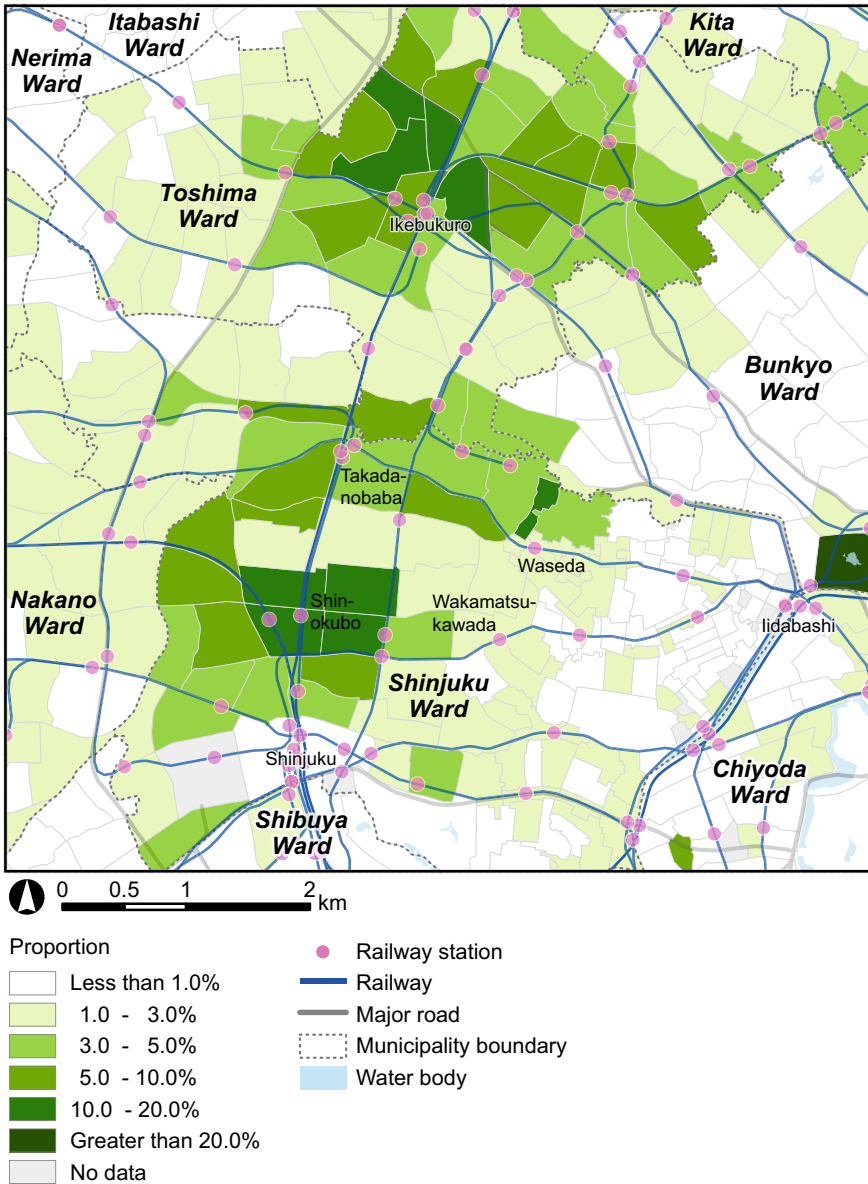 Itabashi
Ward
Kita
Ward
Nerima
Ward
Toshima
Ward
Ikebukuro
Bunkyo
Ward
Takada-
nobaba
Waseda
Nakano
Ward
Shin-
okubo
Wakamatsu-
kawada
Iidabashi
Shinjuku
Ward
Shinjuku
Chiyoda
Ward
Shibuya
Ward
0 0.5 1 2
km
Proportion
Less than 1.0%
1.0 - 3.0%
3.0 - 5.0%
5.0 - 10.0%
10.0 - 20.0%
Greater than 20.0%
No data
Railway station
Railway
Major road
Municipality boundary
Water body